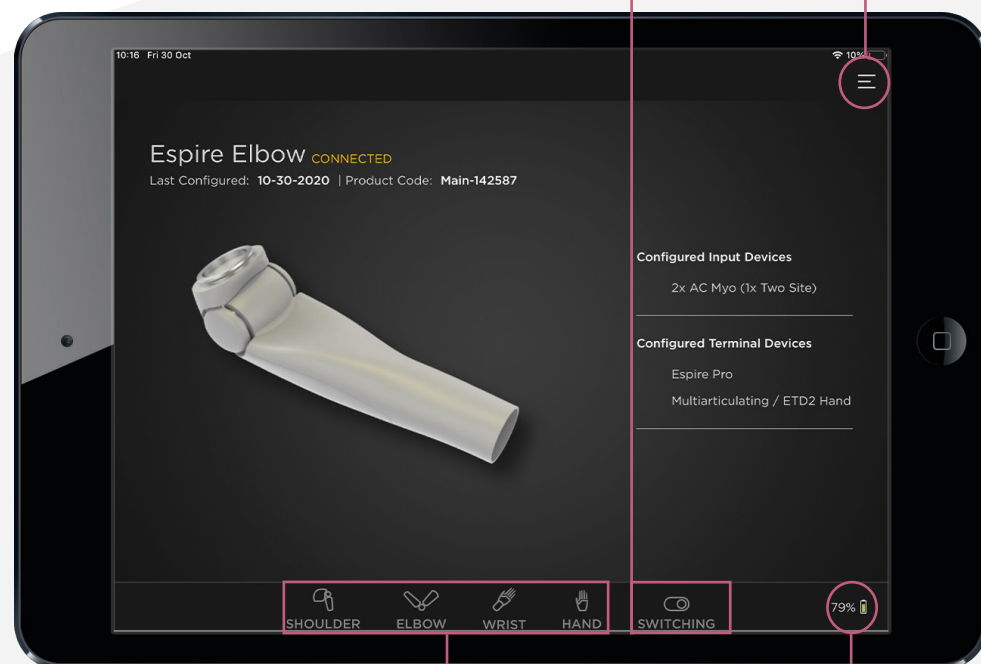 10:16 Fri 30 Oct
10%
Espire Elbow CONNECTED
Last Configured: 10-30-2020 | Product Code: Main-142587
Configured Input Devices
2x AC Myo (1x Two Site)
Configured Terminal Devices
Espire Pro
Multiarticulating / ETD2 Hand
SHOULDER ELBOW WRIST HAND SWITCHING
79%